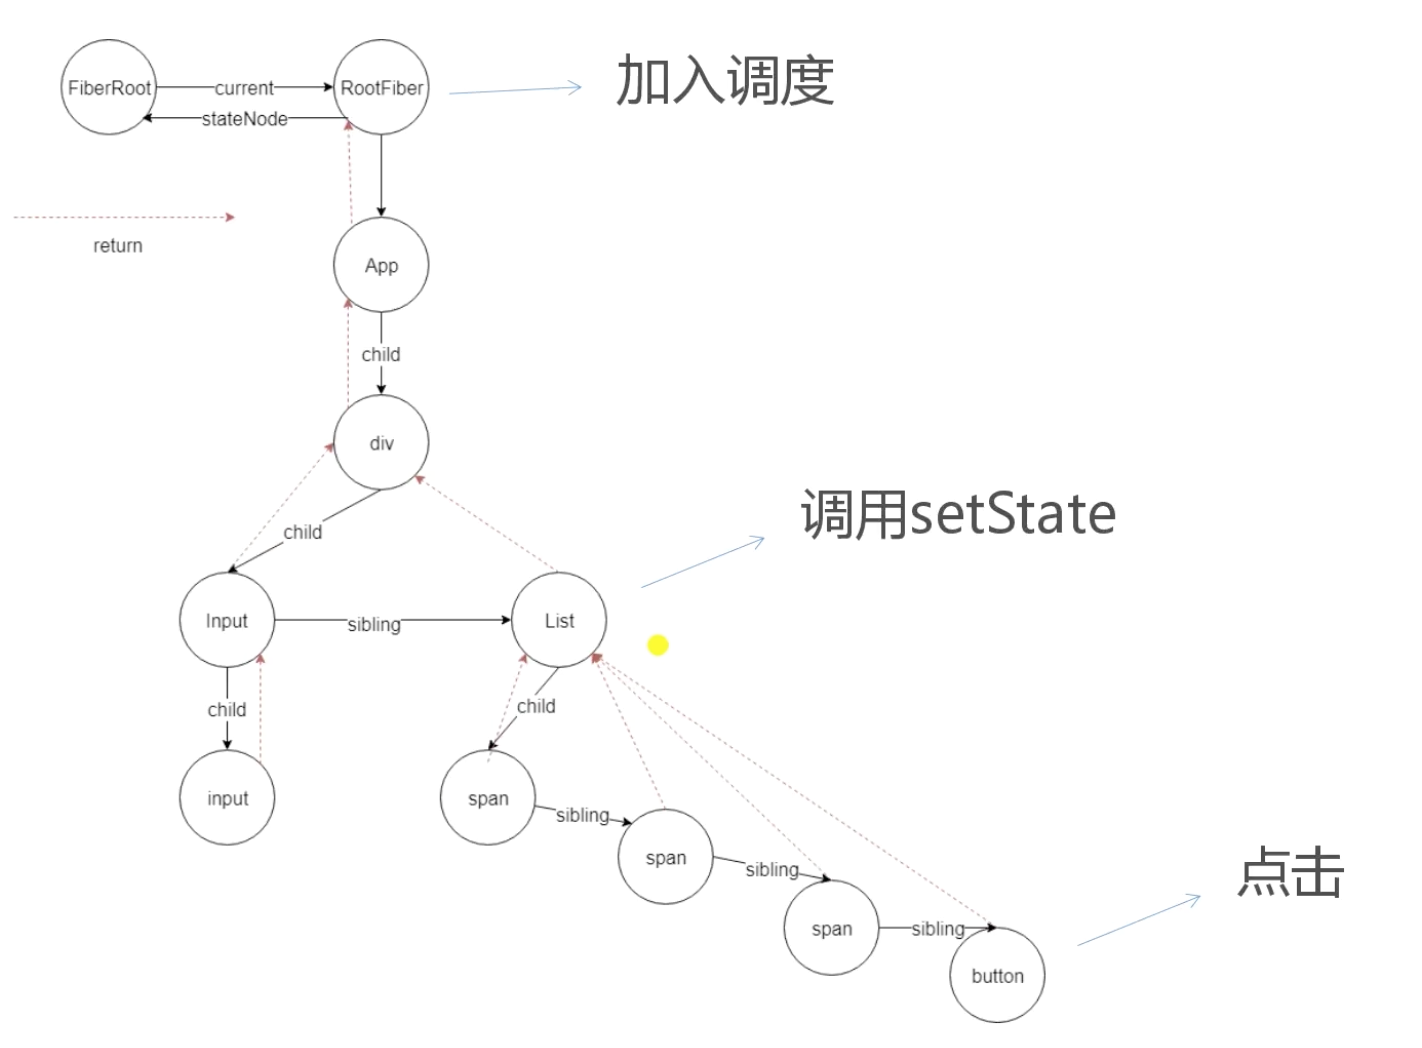 FiberRoot
current
RootFiber
加入调度
stateNode
return
App
child
div
child
调用setState
Input
sibling
List
child
child
input
span
sibling
span
sibling
点击
span
sibling
button